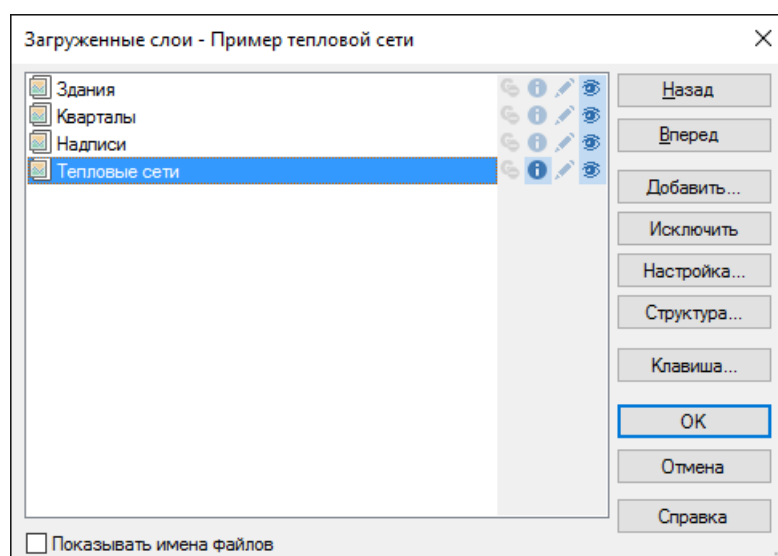 Загруженные слои - Пример тепловой сети
Здания
Кварталы
Надписи
Тепловые сети
Назад
Вперед
Добавить...
Исключить
Настройка...
Структура...
Клавиша...
OK
Отмена
Справка
Показывать имена файлов